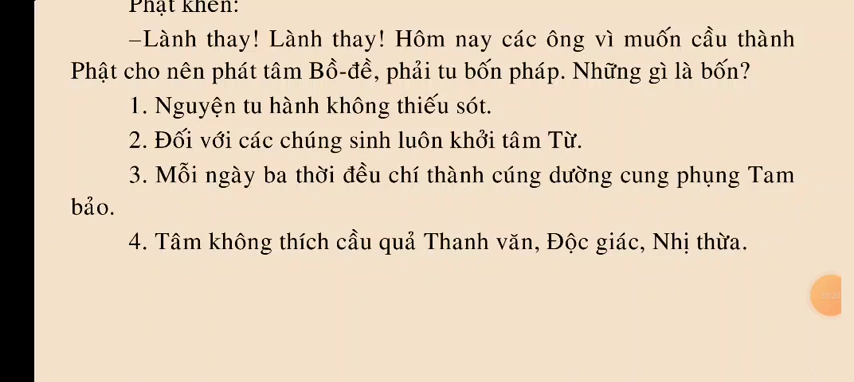 Phật khen:
–Lành thay! Lành thay! Hôm nay các ông vì muốn cầu thành
Phật cho nên phát tâm Bồ-đề, phải tu bốn pháp. Những gì là bốn?
1. Nguyện tu hành không thiếu sót.
2. Đối với các chúng sinh luôn khởi tâm Từ.
3. Mỗi ngày ba thời đều chí thành cúng dường cung phụng Tam
bảo.
4. Tâm không thích cầu quả Thanh văn, Độc giác, Nhị thừa.